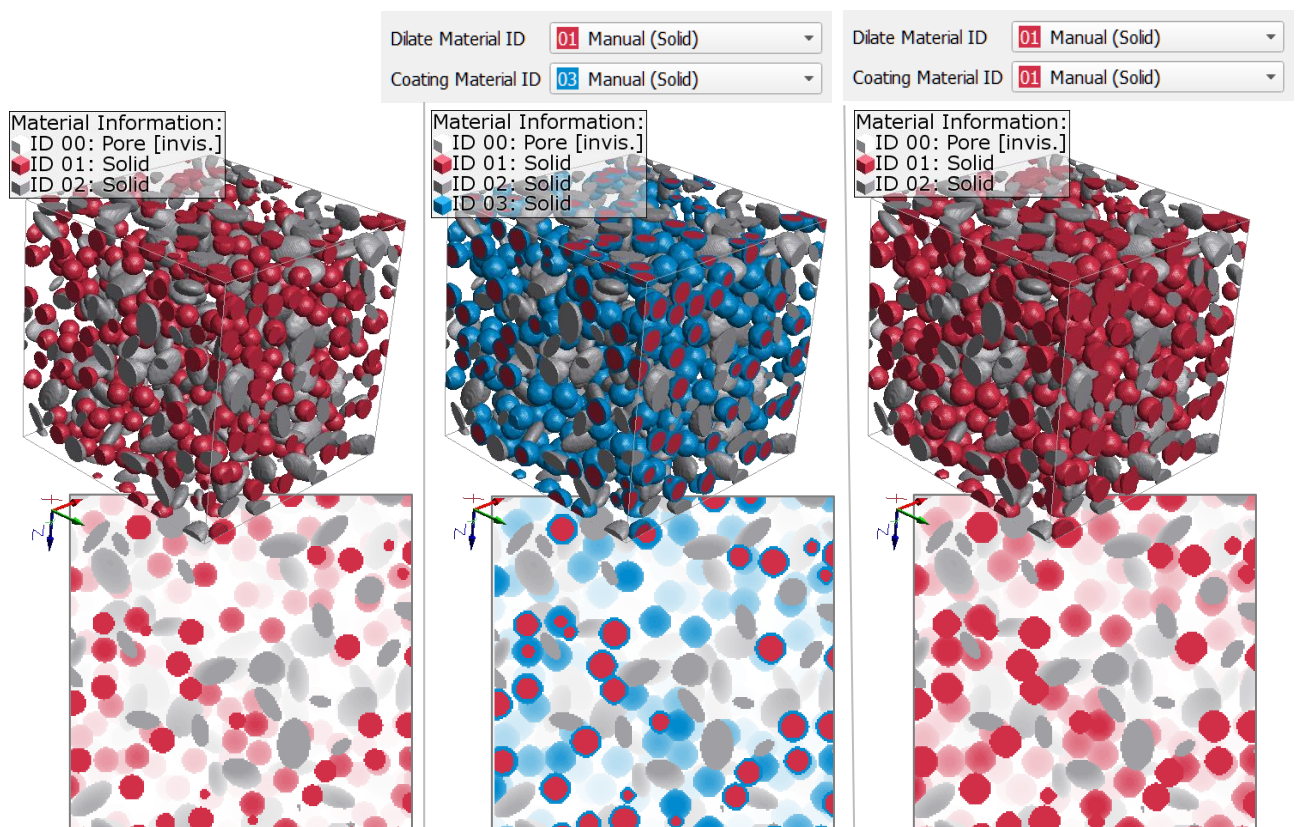 Dilate Material ID 01 Manual (Solid)
Coating Material ID 03 Manual (Solid)
Dilate Material ID 01 Manual (Solid)
Coating Material ID 01 Manual (Solid)
Material Information:
ID 00: Pore [invis.]
ID 01: Solid
ID 02: Solid
Material Information:
ID 00: Pore [invis.]
ID 01: Solid
ID 02: Solid
ID 03: Solid
Material Information:
ID 00: Pore [invis.]
ID 01: Solid
ID 02: Solid
Z
Z
Z